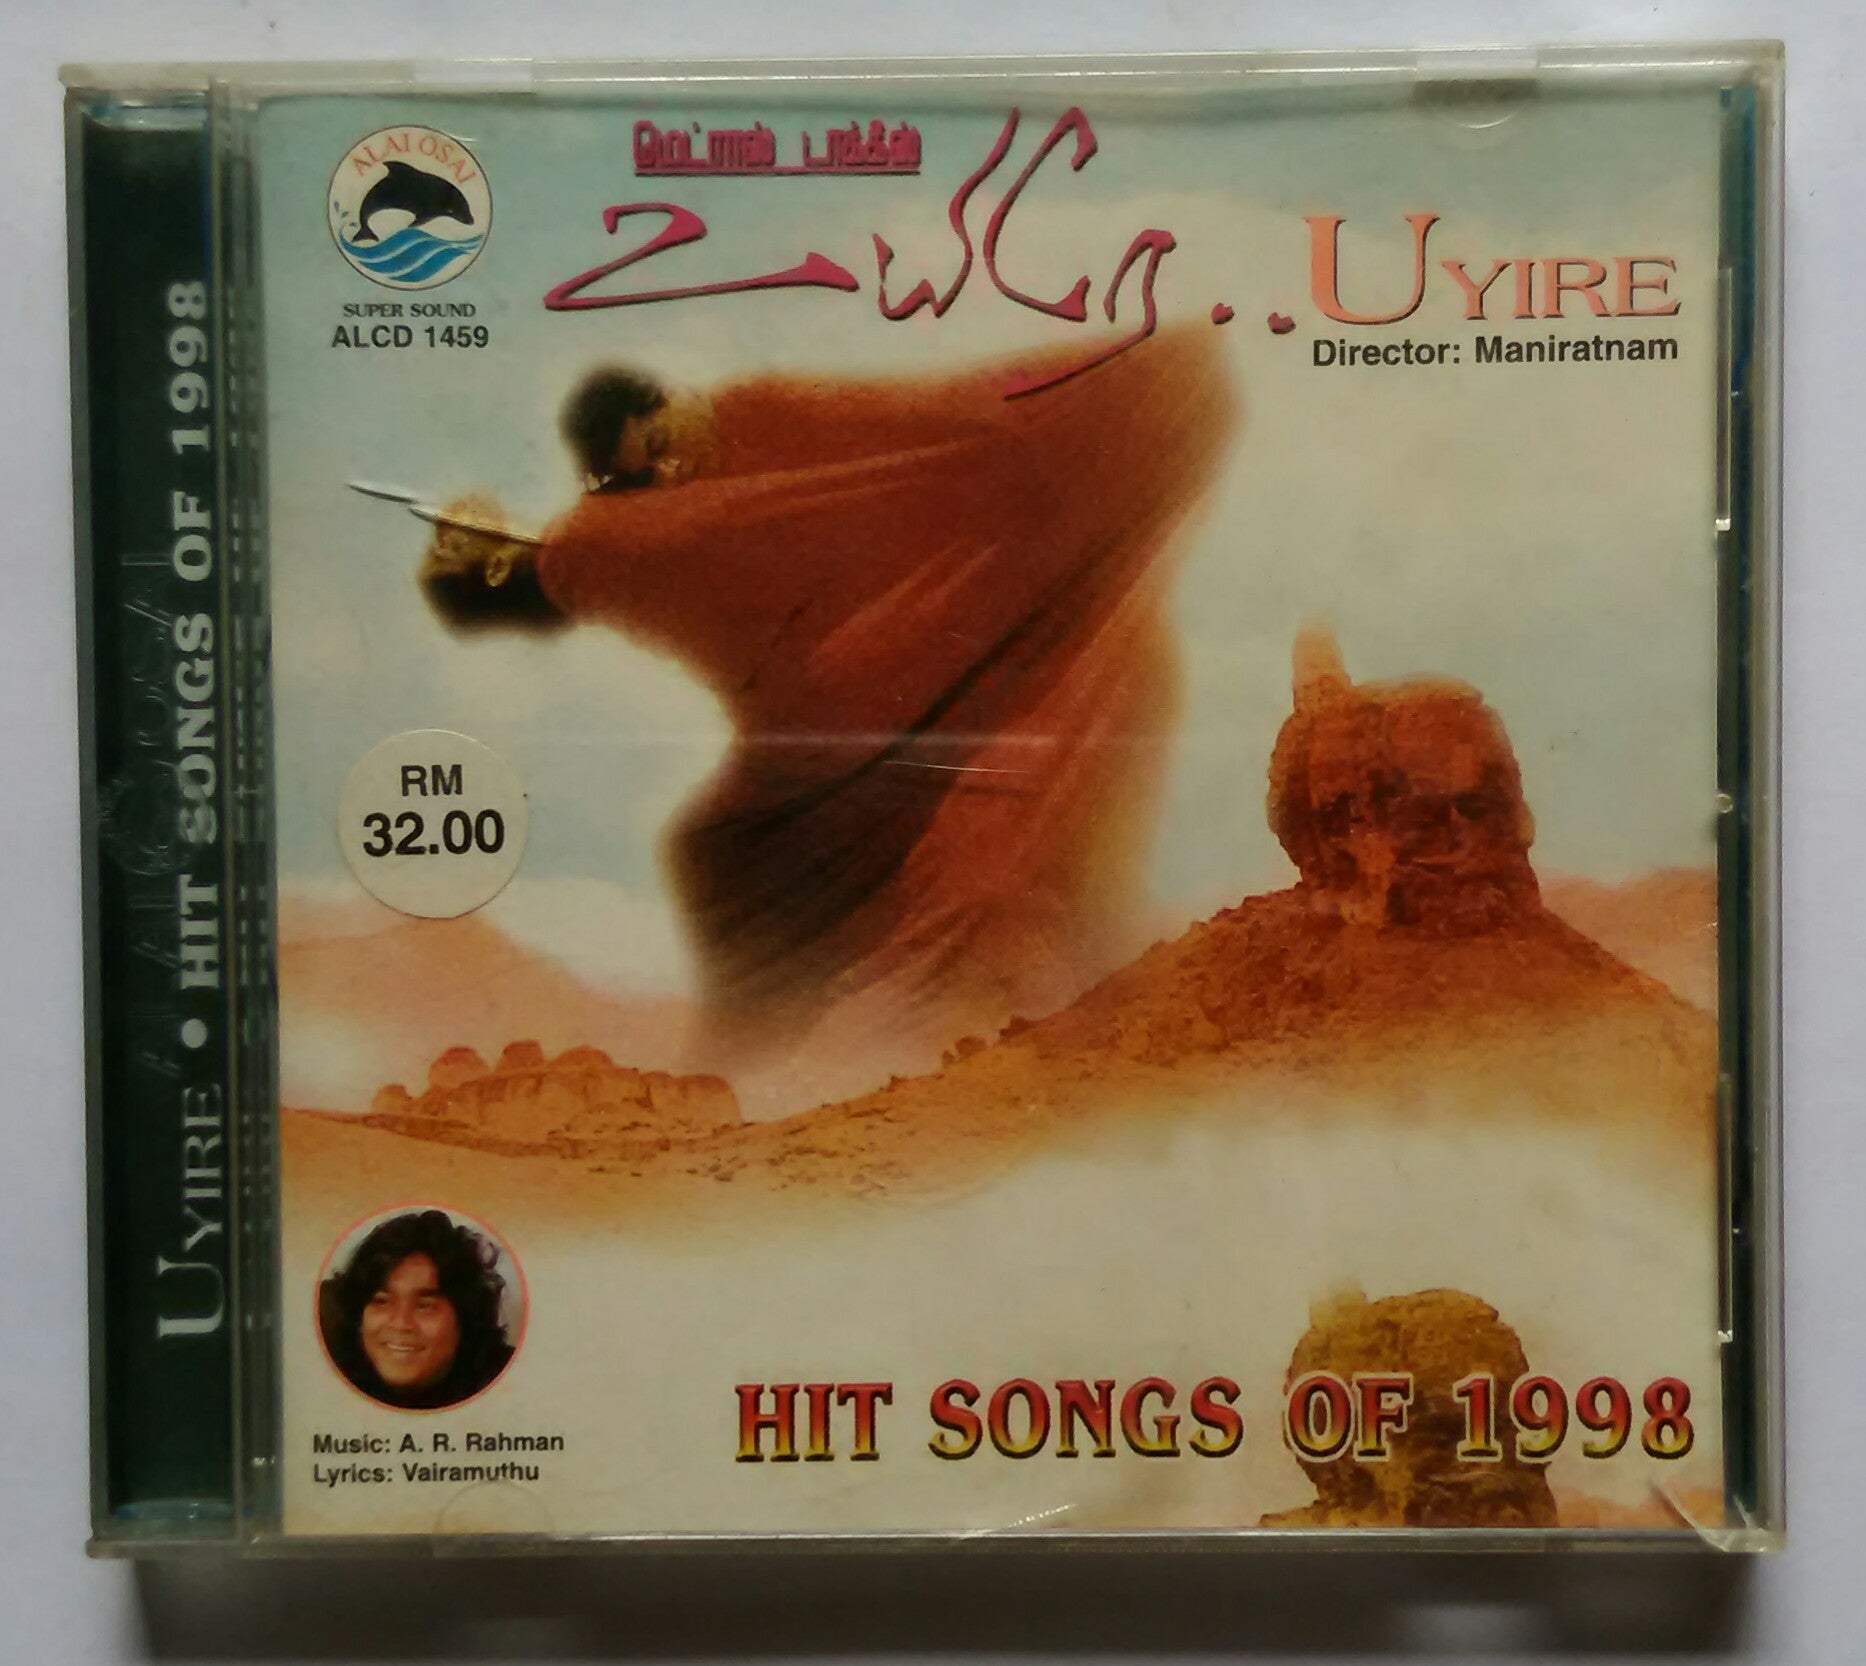 ALAI OSAI
SUPER SOUND
ALCD 1459
மெட்ராஸ் டாக்கீஸ்
உயிரே..
UYIRE
Director: Maniratnam
RM
32.00
Music: A. R. Rahman
Lyrics: Vairamuthu
HIT SONGS OF 1998
UYIRE • HIT SONGS OF 1998